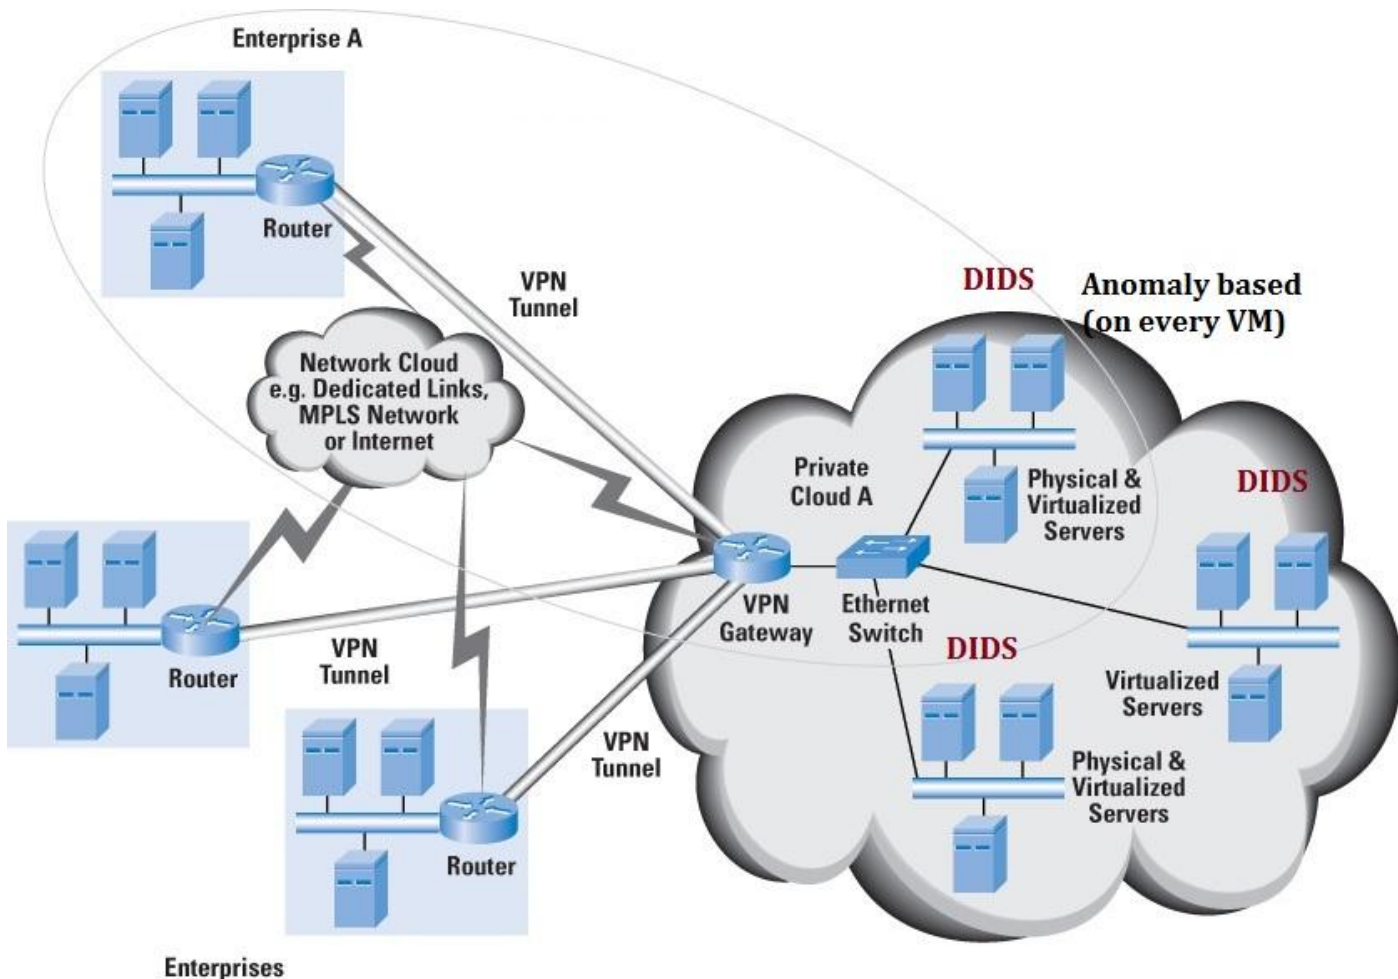 Enterprise A
Router
VPN
Tunnel
DIDS
Anomaly based
(on every VM)
Network Cloud
e.g. Dedicated Links,
MPLS Network
or Internet
Private
Cloud A
Physical &
Virtualized
Servers
DIDS
VPN
Gateway
Ethernet
Switch
DIDS
Router
VPN
Tunnel
Virtualized
Servers
VPN
Tunnel
Physical &
Virtualized
Servers
Router
Enterprises